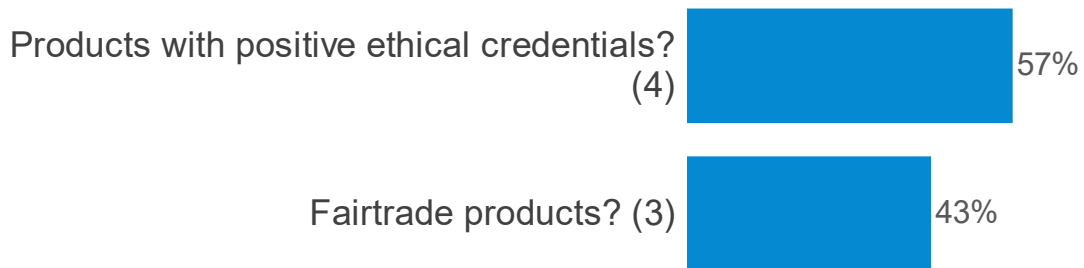 Products with positive ethical credentials?
(4)
57%
Fairtrade products? (3)
43%